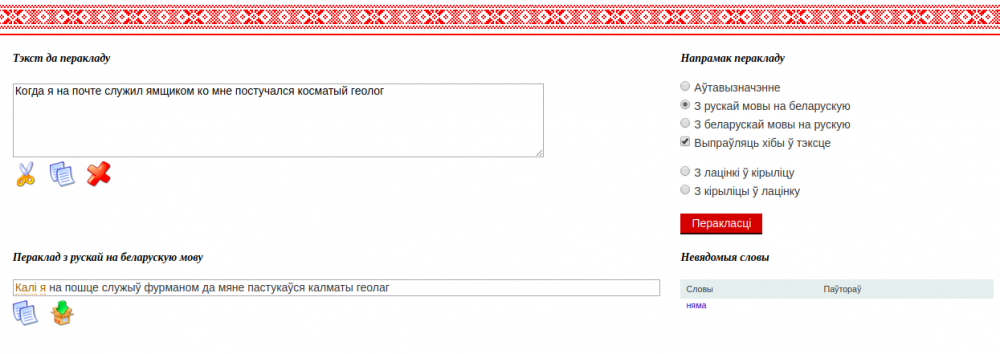 Тэкст да перакладу
Напрамак перакладу
Когда я на почте служил ямщиком ко мне постучался косматый геолог
Аўтавызначэнне
З рускай мовы на беларускую
З беларускай мовы на рускую
Выпраўляць хібы ў тэксце
З лацінкі ў кірыліцу
З кірыліцы ў лацінку
Перакласці
Пераклад з рускай на беларускую мову
Невядомыя словы
Калі я на пошце служыў фурманом да мяне пастукаўся калматы геолаг
Словы Паўтораў
няма